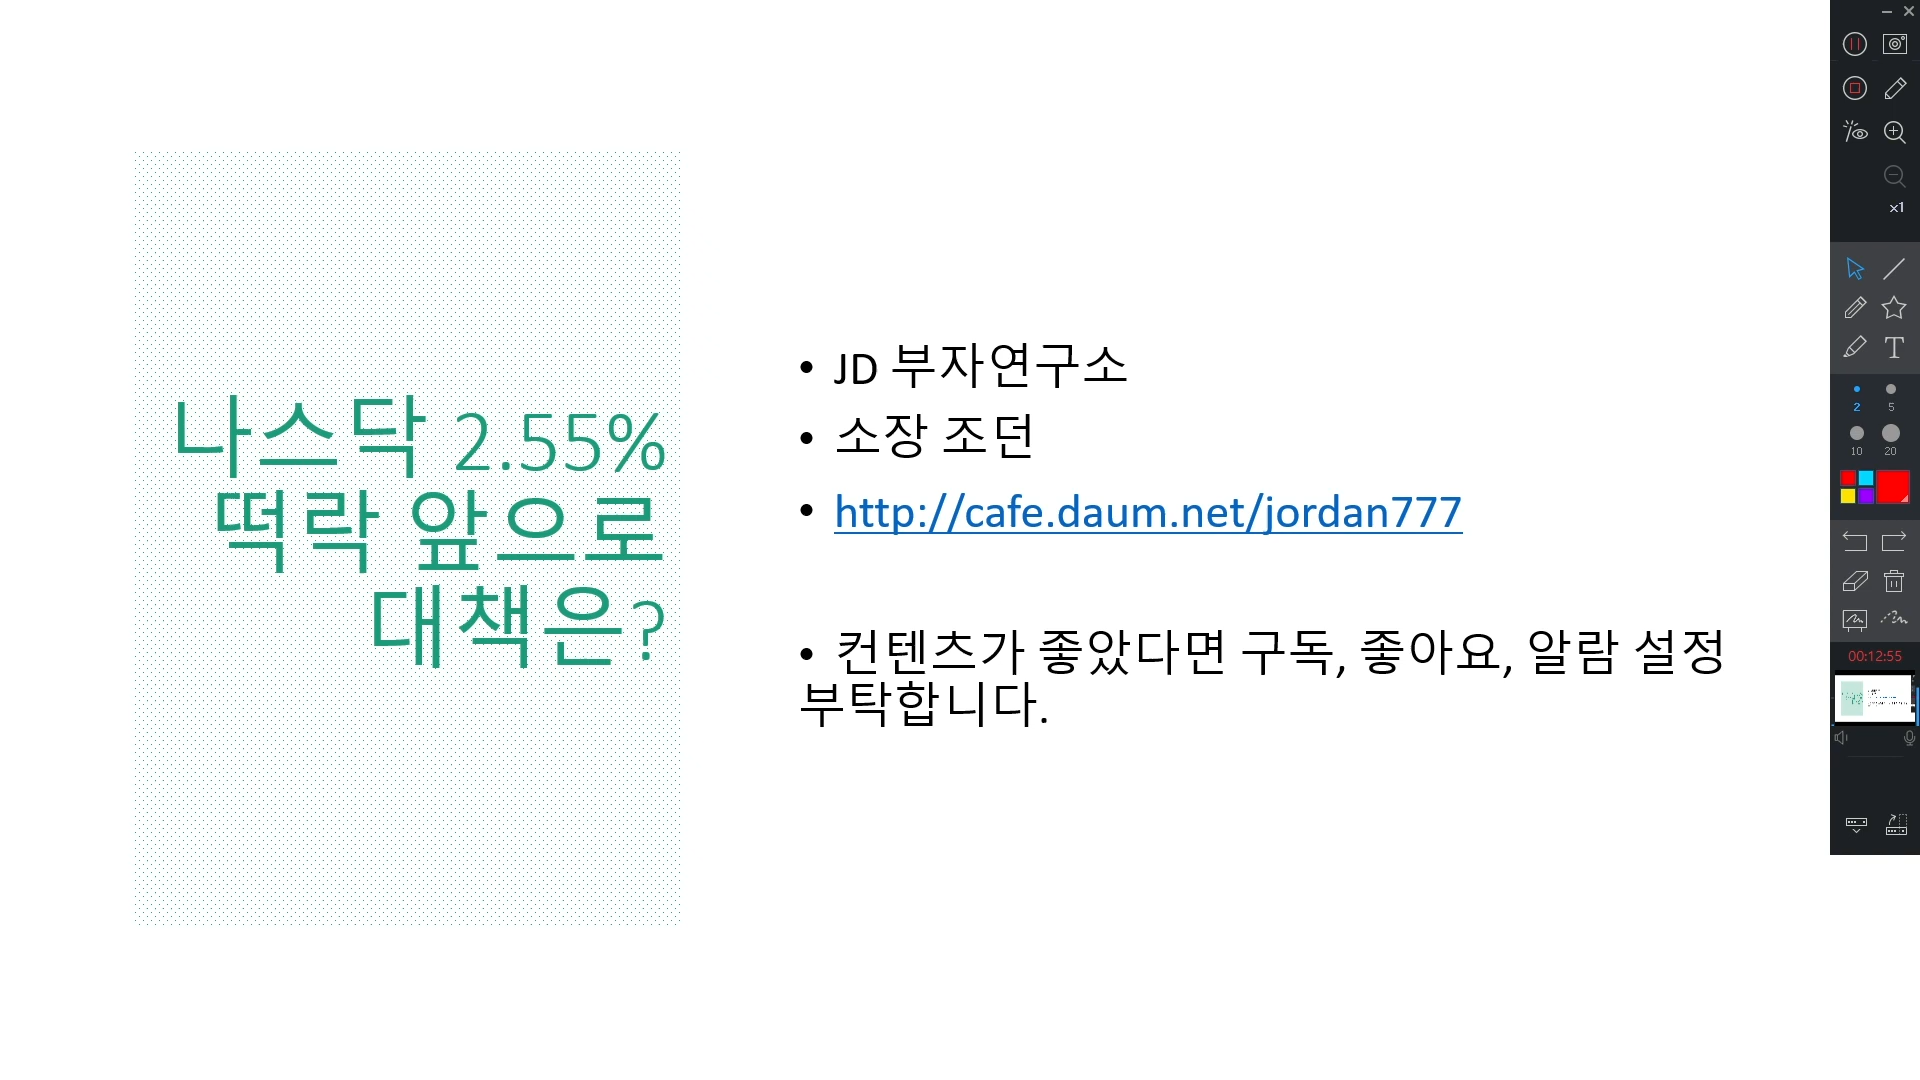 나스닥 2.55%
떡락 앞으로
대책은?
• JD 부자연구소
• 소장 조던
• http://cafe.daum.net/jordan777
• 컨텐츠가 좋았다면 구독, 좋아요, 알람 설정
부탁합니다.
x1
2 5
10 20
00:12:55